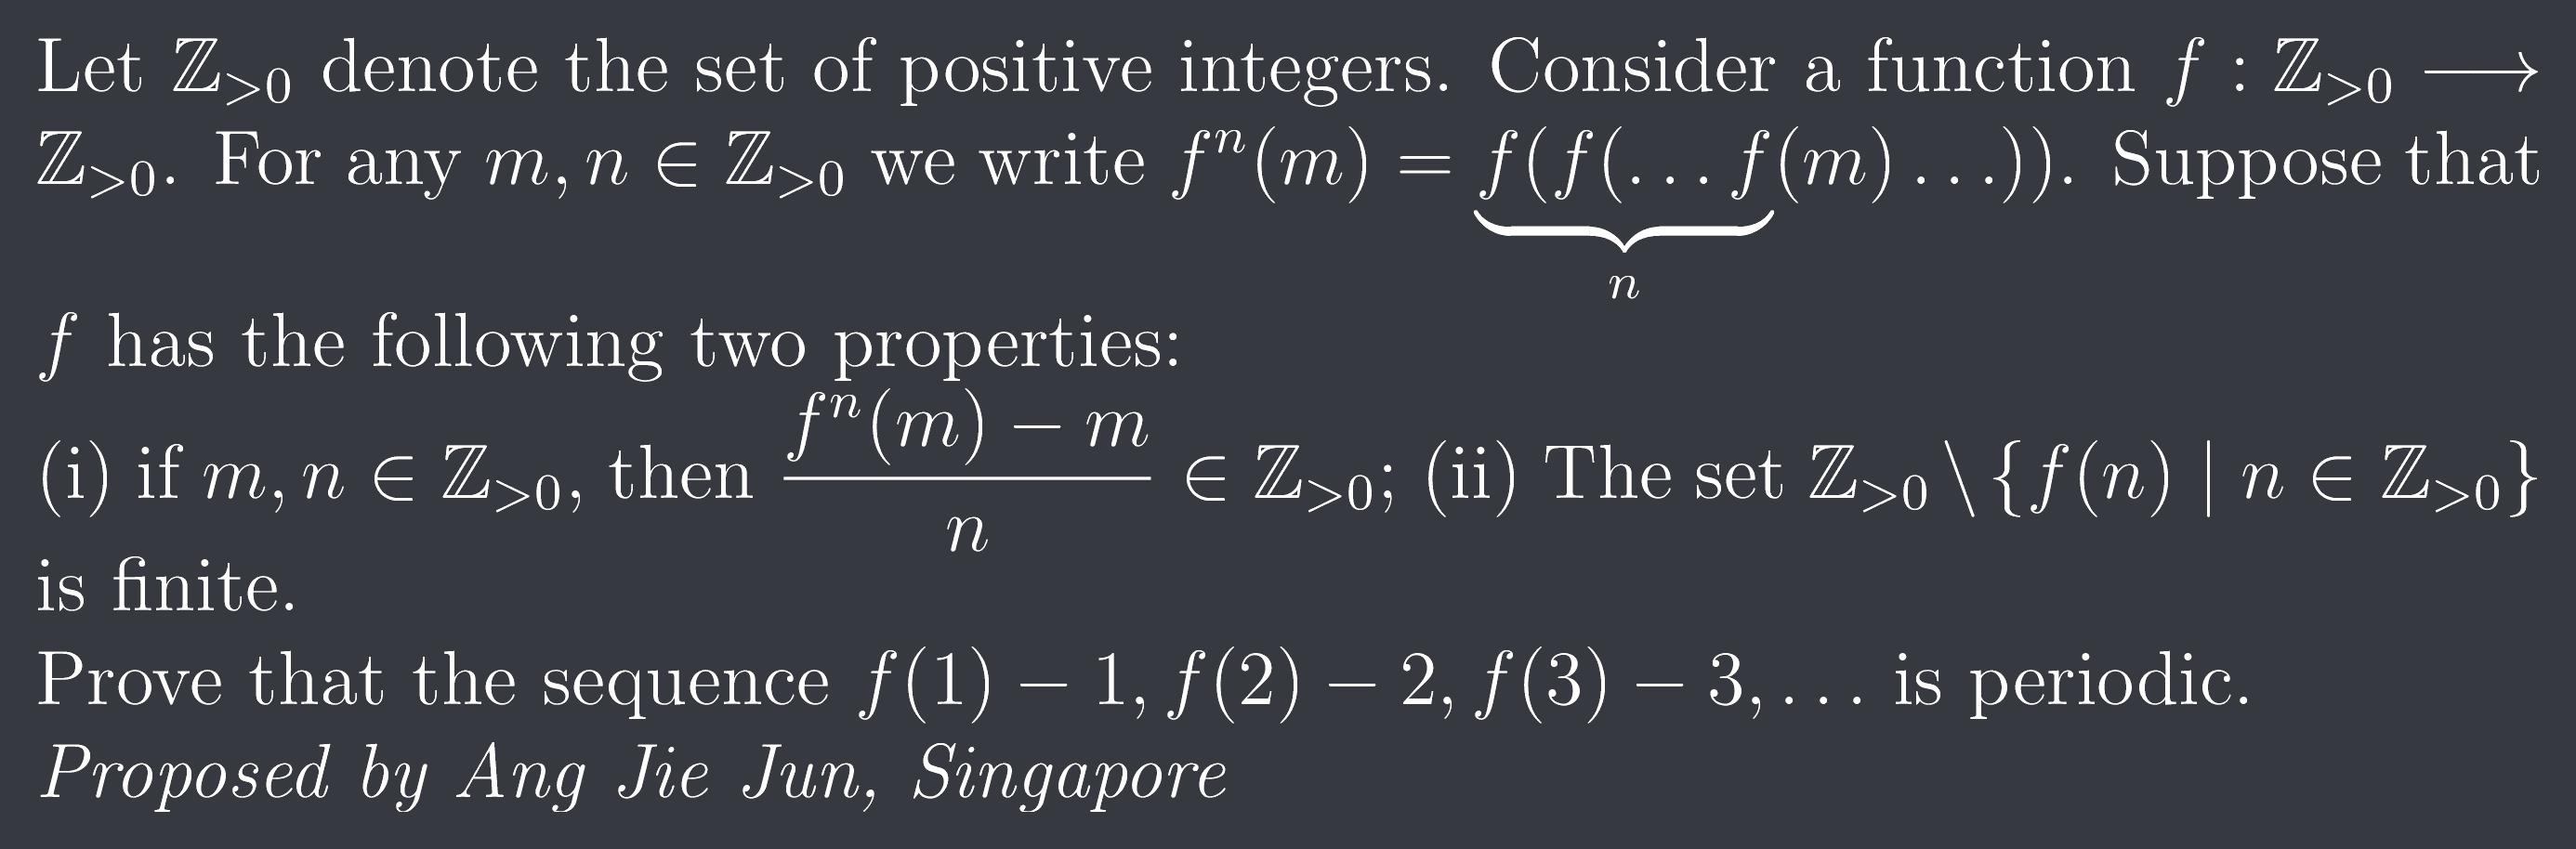 Let ℤ_{>0} denote the set of positive integers. Consider a function f : ℤ_{>0} ⟶
ℤ_{>0}. For any m, n ∈ ℤ_{>0} we write f^n(m) = \underbrace{f(f(. . . f}_{n}(m) . . .)). Suppose that
f has the following two properties:
(i) if m, n ∈ ℤ_{>0}, then \frac{f^n(m) − m}{n} ∈ ℤ_{>0}; (ii) The set ℤ_{>0} \ {f(n) | n ∈ ℤ_{>0}}
is finite.
Prove that the sequence f(1) − 1, f(2) − 2, f(3) − 3, . . . is periodic.
Proposed by Ang Jie Jun, Singapore